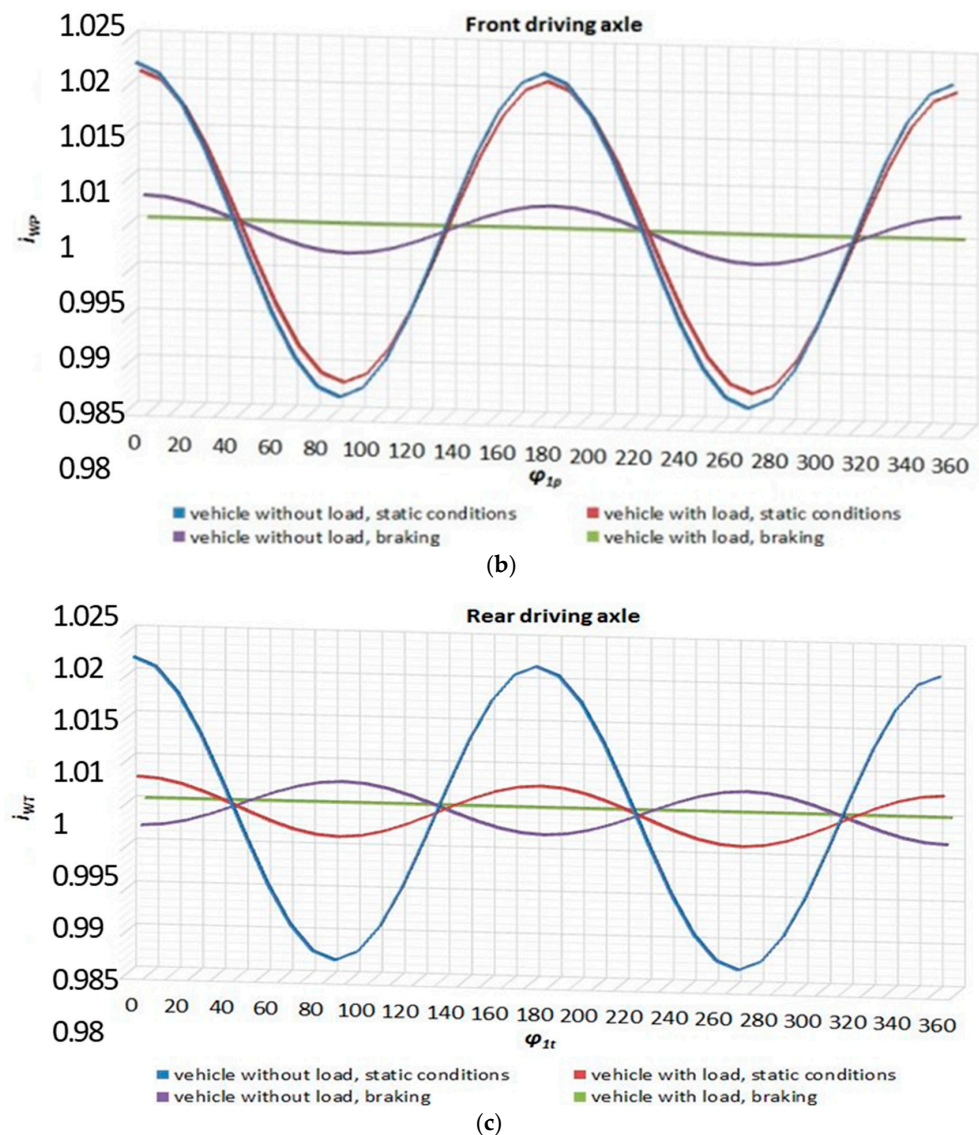 Front driving axle
1.025
1.02
1.015
1.01
1
0.995
0.99
0.985
0.98
i_WP
0 20 40 60 80 100 120 140 160 180 200 220 240 260 280 300 320 340 360
φ_1p
vehicle without load, static conditions
vehicle with load, static conditions
vehicle without load, braking
vehicle with load, braking
(b)
Rear driving axle
1.025
1.02
1.015
1.01
1
0.995
0.99
0.985
0.98
i_WT
0 20 40 60 80 100 120 140 160 180 200 220 240 260 280 300 320 340 360
φ_1t
vehicle without load, static conditions
vehicle with load, static conditions
vehicle without load, braking
vehicle with load, braking
(c)